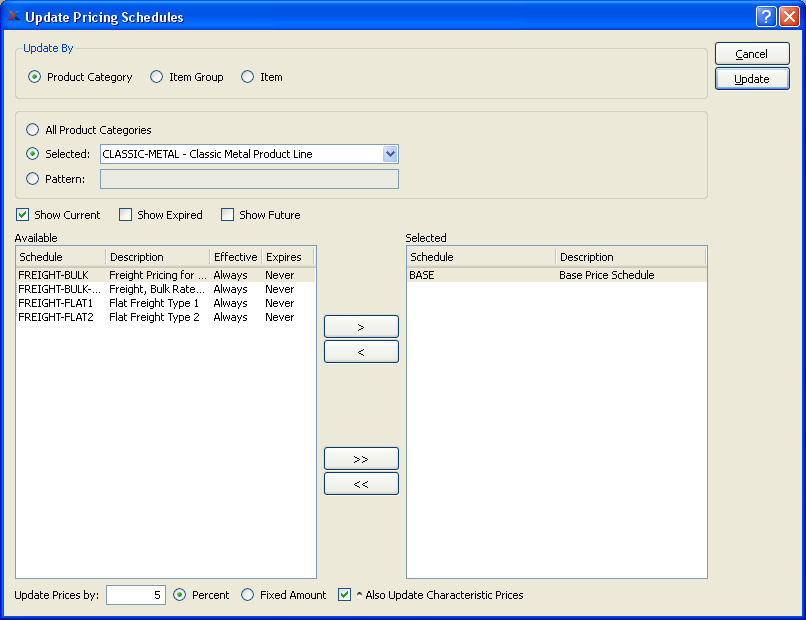 Update Pricing Schedules
Update By
Product Category Item Group Item
Cancel
Update
All Product Categories
Selected: CLASSIC-METAL - Classic Metal Product Line
Pattern:
Show Current Show Expired Show Future
Available
Schedule Description Effective Expires
FREIGHT-BULK Freight Pricing for ... Always Never
FREIGHT-BULK-... Freight, Bulk Rate... Always Never
FREIGHT-FLAT1 Flat Freight Type 1 Always Never
FREIGHT-FLAT2 Flat Freight Type 2 Always Never
>
<
>>
<<
Selected
Schedule Description
BASE Base Price Schedule
Update Prices by: 5 Percent Fixed Amount ^ Also Update Characteristic Prices